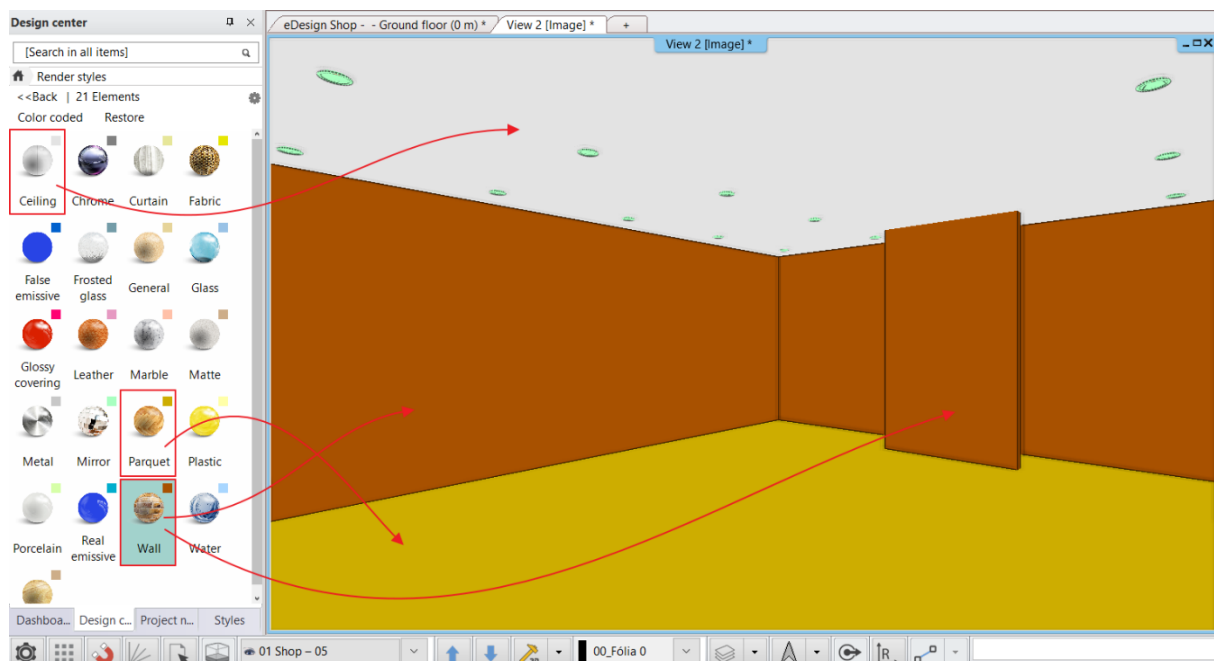 Design center
eDesign Shop - - Ground floor (0 m) *
View 2 [Image] *
+
[Search in all items]
View 2 [Image] *
Render styles
<<Back | 21 Elements
Color coded Restore
Ceiling
Chrome
Curtain
Fabric
False
emissive
Frosted
glass
General
Glass
Glossy
covering
Leather
Marble
Matte
Metal
Mirror
Parquet
Plastic
Porcelain
Real
emissive
Wall
Water
Dashboa...
Design c...
Project n...
Styles
01 Shop – 05
3D
00_Fólia 0
R